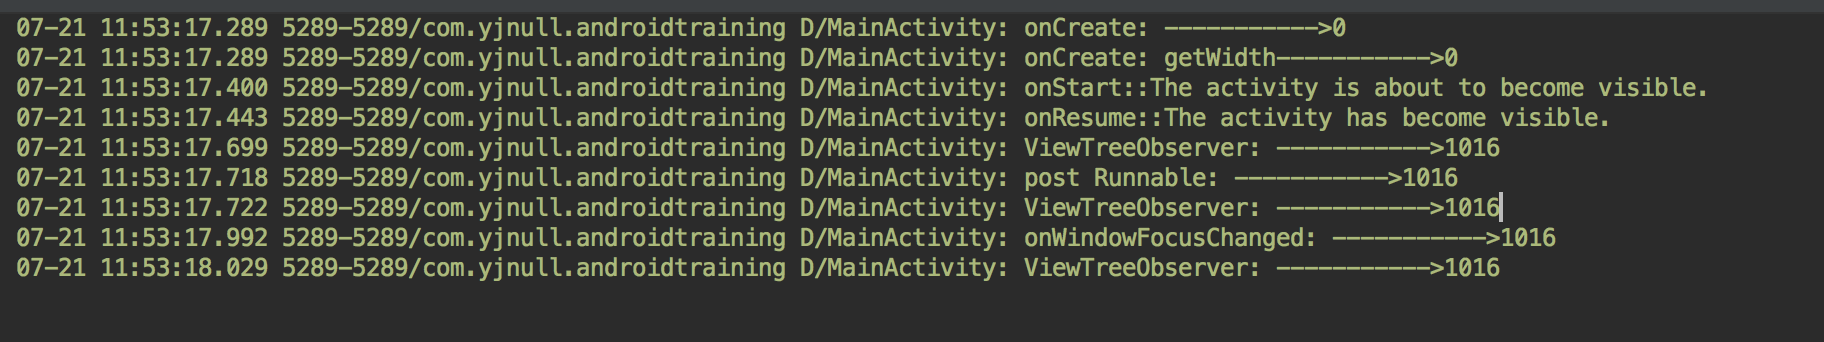 07-21 11:53:17.289 5289-5289/com.yjnull.androidtraining D/MainActivity: onCreate: ----------->0
07-21 11:53:17.289 5289-5289/com.yjnull.androidtraining D/MainActivity: onCreate: getWidth----------->0
07-21 11:53:17.400 5289-5289/com.yjnull.androidtraining D/MainActivity: onStart::The activity is about to become visible.
07-21 11:53:17.443 5289-5289/com.yjnull.androidtraining D/MainActivity: onResume::The activity has become visible.
07-21 11:53:17.699 5289-5289/com.yjnull.androidtraining D/MainActivity: ViewTreeObserver: ----------->1016
07-21 11:53:17.718 5289-5289/com.yjnull.androidtraining D/MainActivity: post Runnable: ----------->1016
07-21 11:53:17.722 5289-5289/com.yjnull.androidtraining D/MainActivity: ViewTreeObserver: ----------->1016
07-21 11:53:17.992 5289-5289/com.yjnull.androidtraining D/MainActivity: onWindowFocusChanged: ----------->1016
07-21 11:53:18.029 5289-5289/com.yjnull.androidtraining D/MainActivity: ViewTreeObserver: ----------->1016